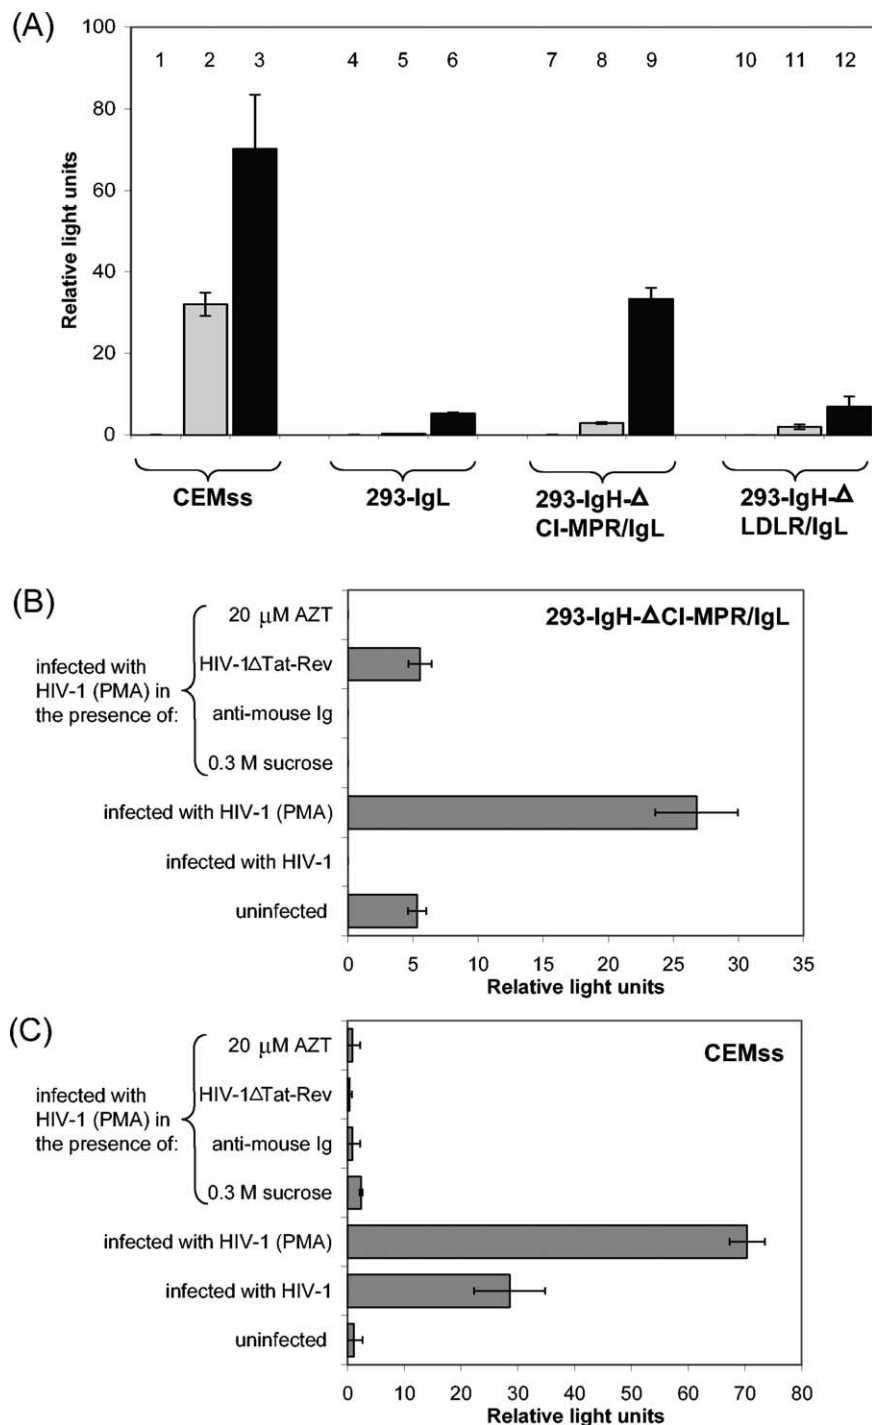 (A)
100
80
60
40
20
0
Relative light units
1 2 3 4 5 6 7 8 9 10 11 12
CEMss
293-IgL
293-IgH-Δ
CI-MPR/IgL
293-IgH-Δ
LDLR/IgL
(B)
293-IgH-ΔCI-MPR/IgL
infected with
HIV-1 (PMA) in
the presence of:
20 μM AZT
HIV-1ΔTat-Rev
anti-mouse Ig
0.3 M sucrose
infected with HIV-1 (PMA)
infected with HIV-1
uninfected
0 5 10 15 20 25 30 35
Relative light units
(C)
CEMss
infected with
HIV-1 (PMA) in
the presence of:
20 μM AZT
HIV-1ΔTat-Rev
anti-mouse Ig
0.3 M sucrose
infected with HIV-1 (PMA)
infected with HIV-1
uninfected
0 10 20 30 40 50 60 70 80
Relative light units